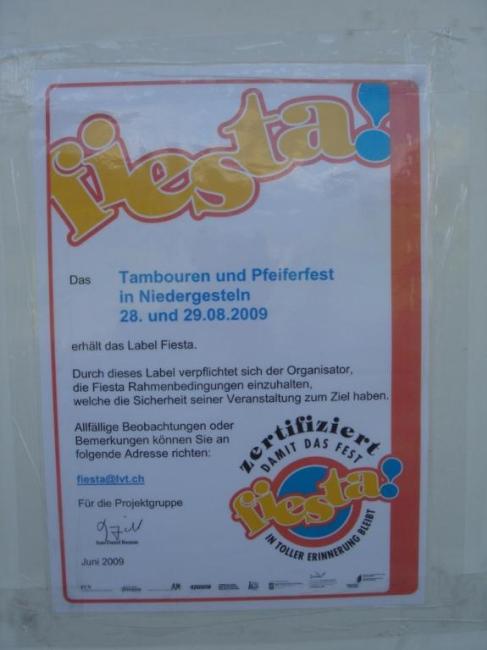 fiesta!
Das Tambouren und Pfeiferfest
in Niedergesteln
28. und 29.08.2009
erhält das Label Fiesta.
Durch dieses Label verpflichtet sich der Organisator,
die Fiesta Rahmenbedingungen einzuhalten,
welche die Sicherheit seiner Veranstaltung zum Ziel haben.
Allfällige Beobachtungen oder
Bemerkungen können Sie an
folgende Adresse richten:
fiesta@lvt.ch
Für die Projektgruppe
Juni 2009
zertifiziert
DAMIT DAS FEST
fiesta!
IN TOLLER ERINNERUNG BLEIBT